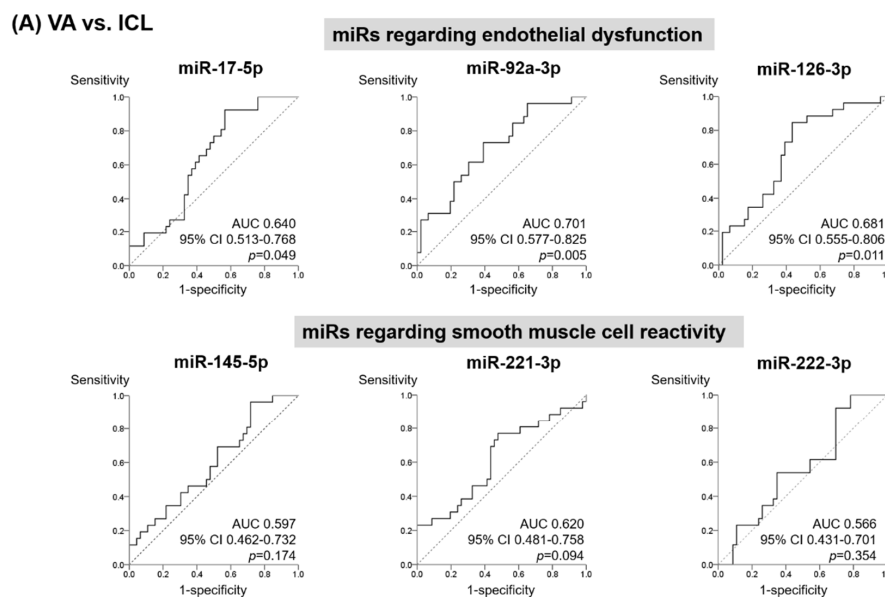 (A) VA vs. ICL
miRs regarding endothelial dysfunction
miR-17-5p
Sensitivity
1.0
0.8
0.6
0.4
0.2
0.0
0.0 0.2 0.4 0.6 0.8 1.0
1-specificity
AUC 0.640
95% CI 0.513-0.768
p=0.049
miR-92a-3p
Sensitivity
1.0
0.8
0.6
0.4
0.2
0.0
0.0 0.2 0.4 0.6 0.8 1.0
1-specificity
AUC 0.701
95% CI 0.577-0.825
p=0.005
miR-126-3p
Sensitivity
1.0
0.8
0.6
0.4
0.2
0.0
0.0 0.2 0.4 0.6 0.8 1.0
1-specificity
AUC 0.681
95% CI 0.555-0.806
p=0.011
miRs regarding smooth muscle cell reactivity
miR-145-5p
Sensitivity
1.0
0.8
0.6
0.4
0.2
0.0
0.0 0.2 0.4 0.6 0.8 1.0
1-specificity
AUC 0.597
95% CI 0.462-0.732
p=0.174
miR-221-3p
Sensitivity
1.0
0.8
0.6
0.4
0.2
0.0
0.0 0.2 0.4 0.6 0.8 1.0
1-specificity
AUC 0.620
95% CI 0.481-0.758
p=0.094
miR-222-3p
Sensitivity
1.0
0.8
0.6
0.4
0.2
0.0
0.0 0.2 0.4 0.6 0.8 1.0
1-specificity
AUC 0.566
95% CI 0.431-0.701
p=0.354